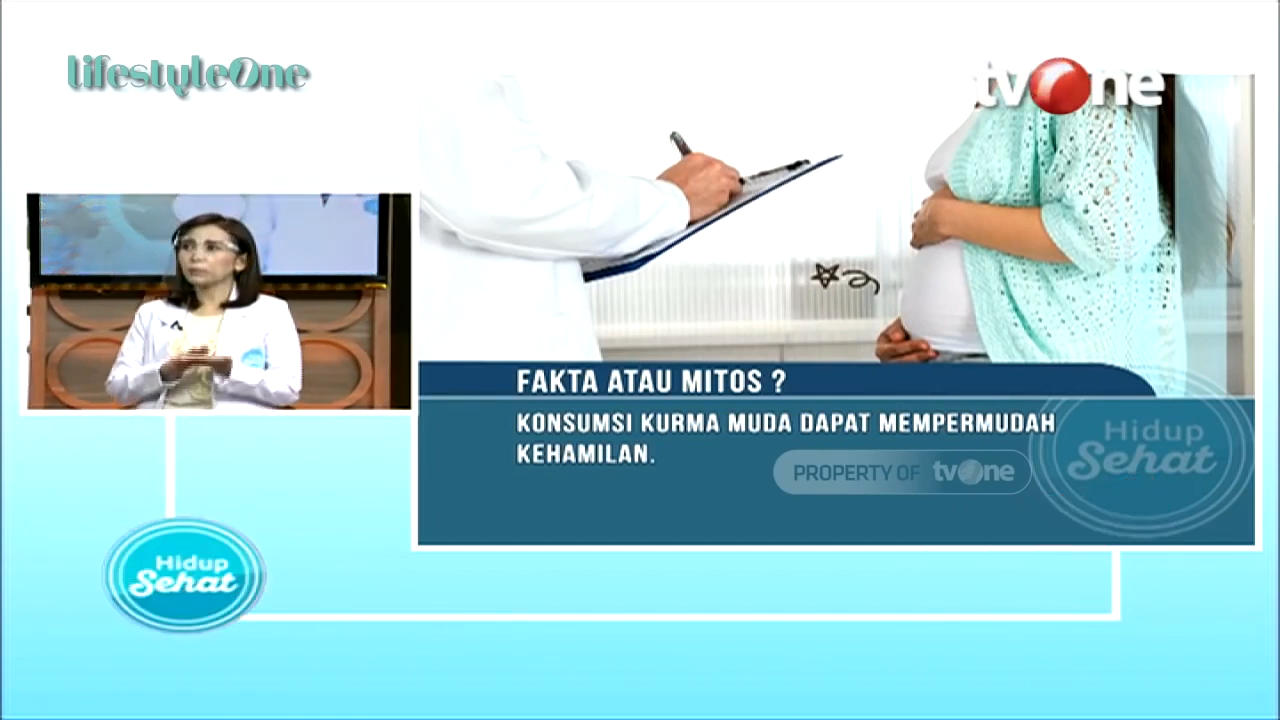 lifestyleOne
tvOne
FAKTA ATAU MITOS ?
KONSUMSI KURMA MUDA DAPAT MEMPERMUDAH
KEHAMILAN.
PROPERTY OF tvOne
Hidup
Sehat
Hidup
Sehat